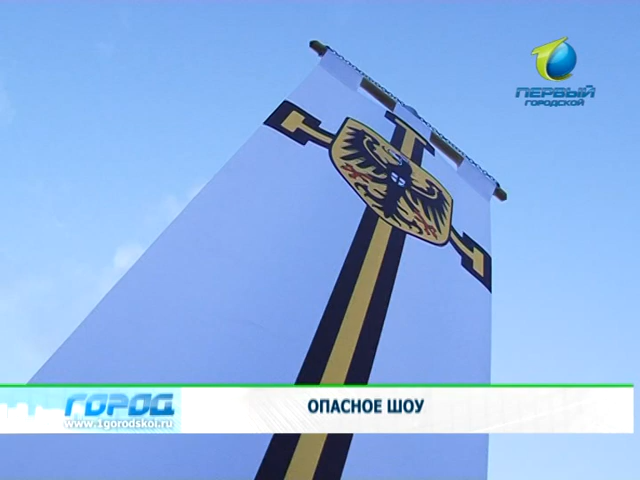 ПЕРВЫЙ
ГОРОДСКОЙ
ГОРОД
www.1gorodskoi.ru
ОПАСНОЕ ШОУ